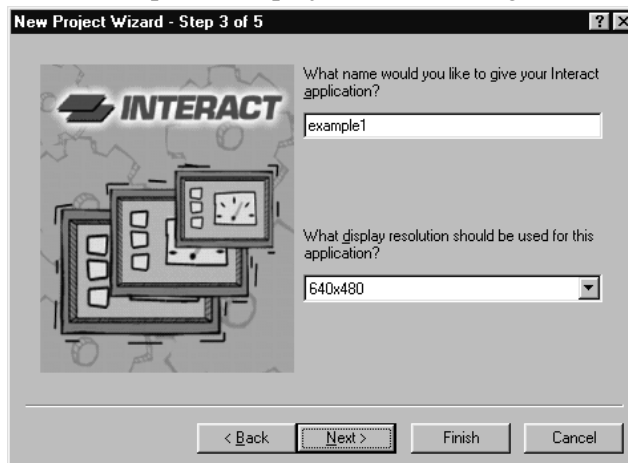 New Project Wizard - Step 3 of 5
INTERACT
What name would you like to give your Interact
application?
example1
What display resolution should be used for this
application?
640x480
< Back
Next >
Finish
Cancel